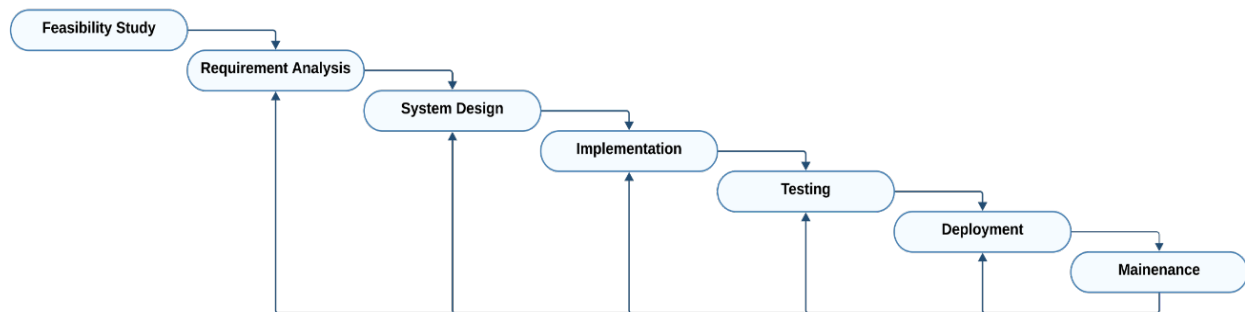 Feasibility Study
Requirement Analysis
System Design
Implementation
Testing
Deployment
Mainenance